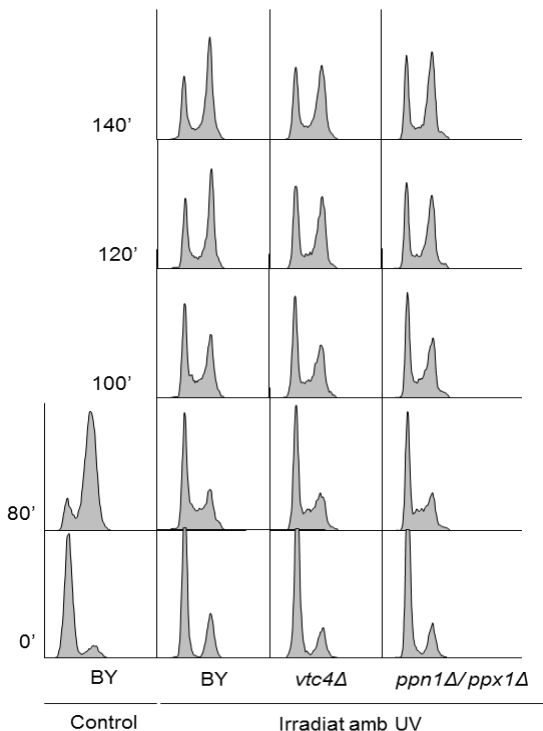 140’
120’
100’
80’
0’
BY BY vtc4Δ ppn1Δ/ppx1Δ
Control Irradiat amb UV